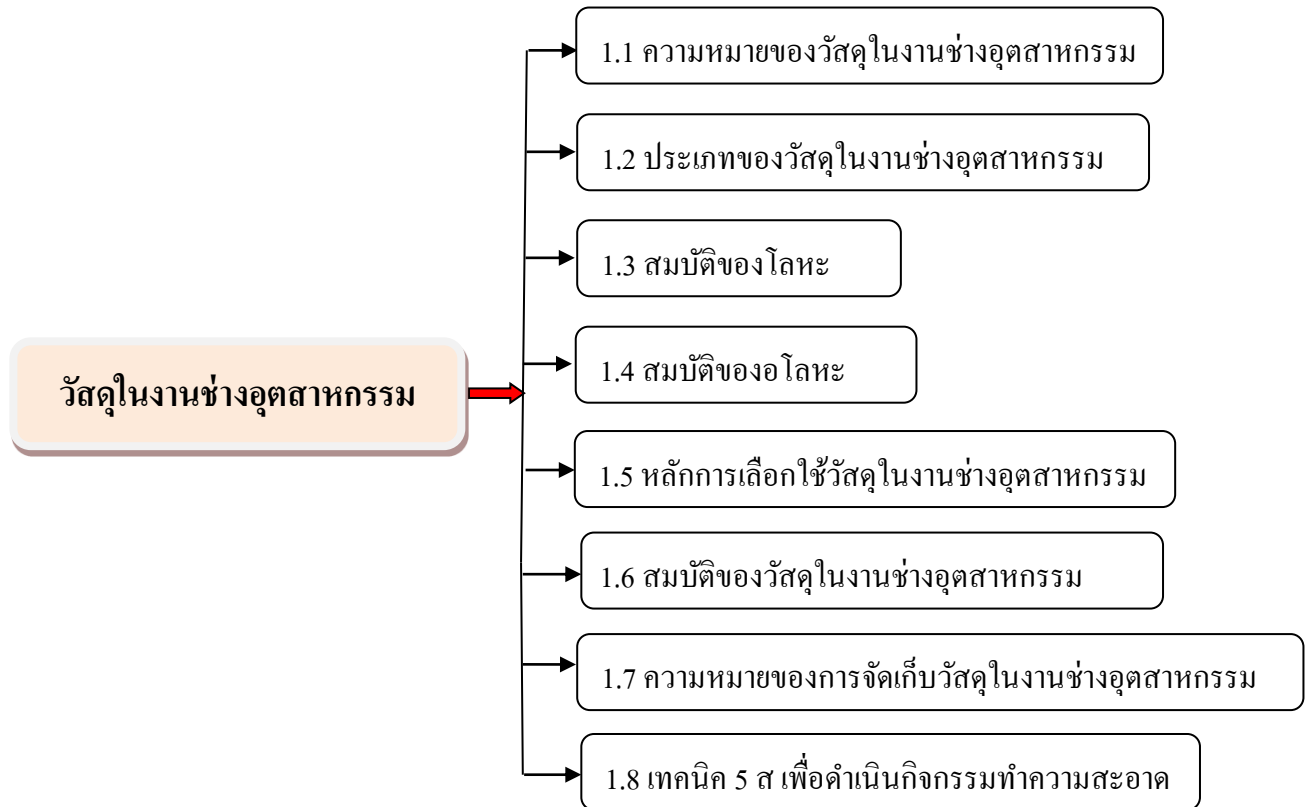 1.1 ความหมายของวัสดุในงานช่างอุตสาหกรรม
1.2 ประเภทของวัสดุในงานช่างอุตสาหกรรม
1.3 สมบัติของโลหะ
1.4 สมบัติของอโลหะ
วัสดุในงานช่างอุตสาหกรรม
1.5 หลักการเลือกใช้วัสดุในงานช่างอุตสาหกรรม
1.6 สมบัติของวัสดุในงานช่างอุตสาหกรรม
1.7 ความหมายของการจัดเก็บวัสดุในงานช่างอุตสาหกรรม
1.8 เทคนิค 5 ส เพื่อดำเนินกิจกรรมทำความสะอาด